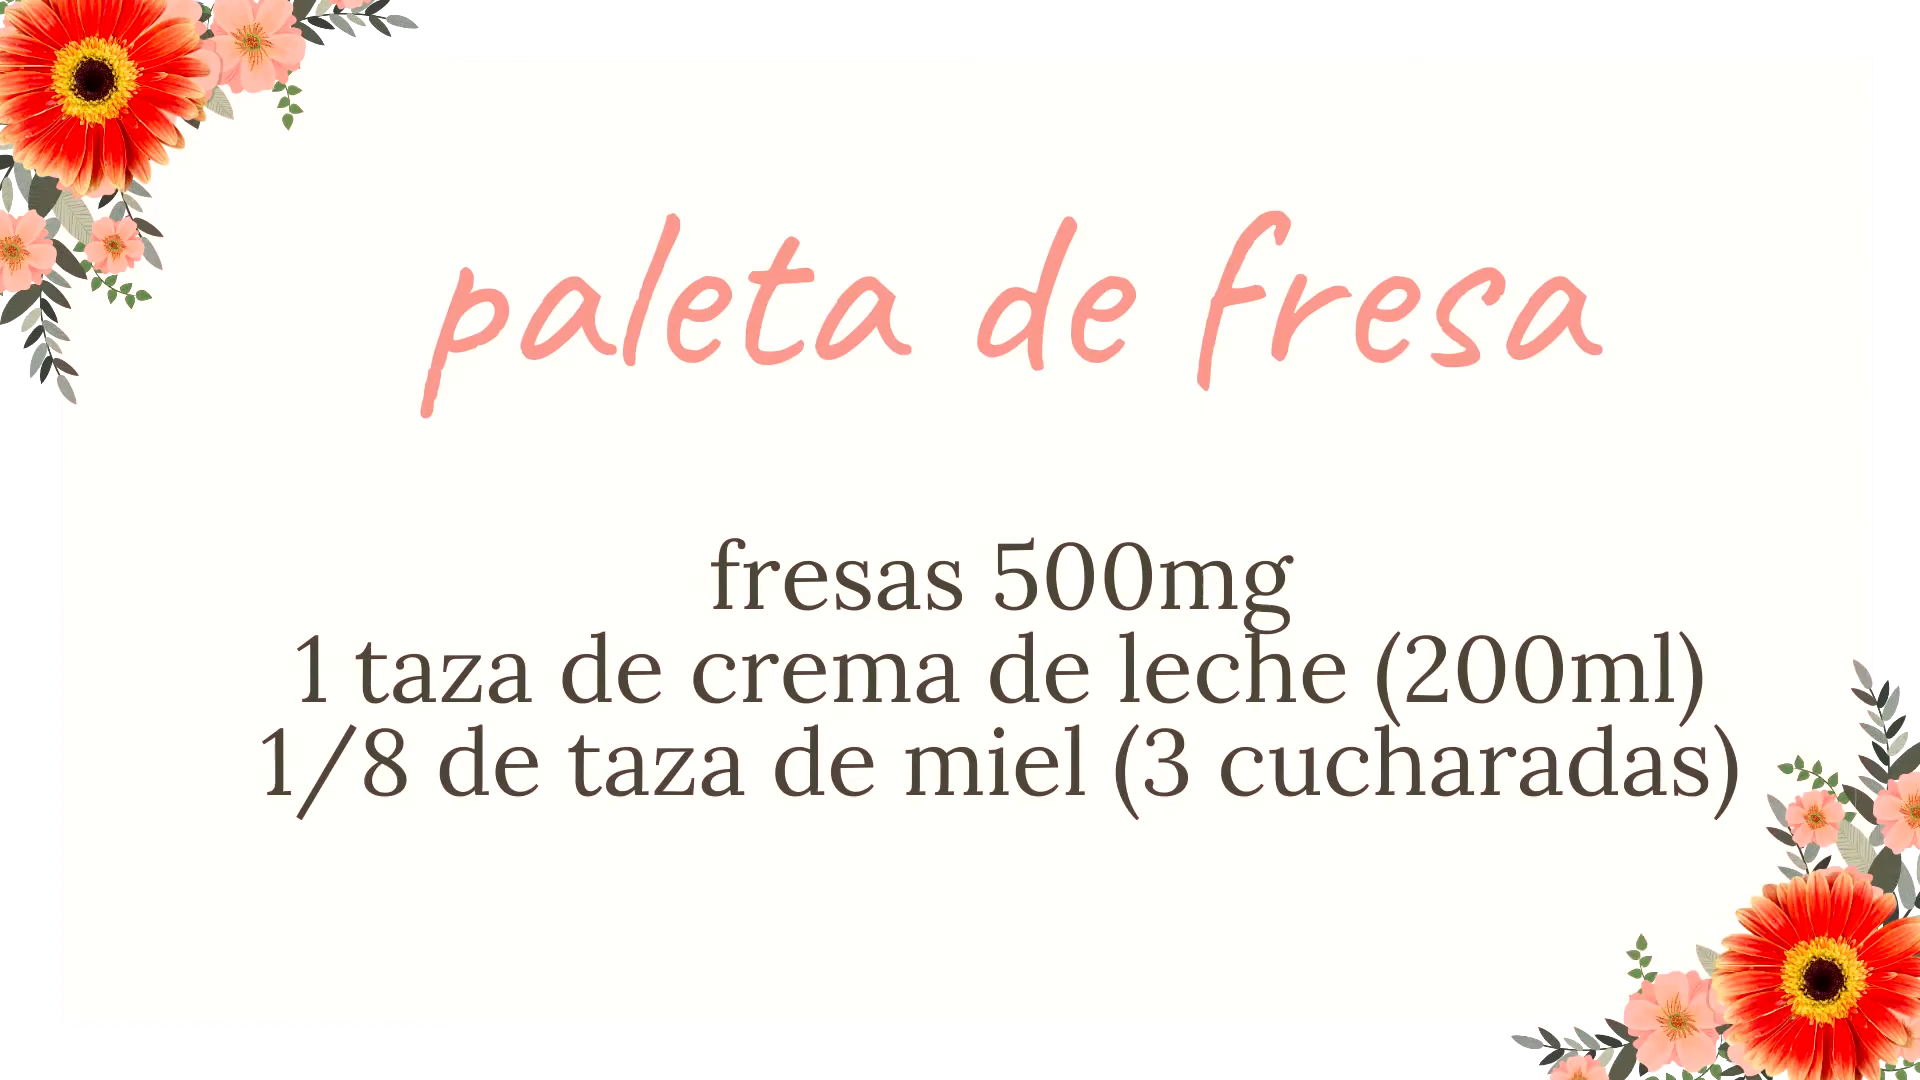 paleta de fresa
fresas 500mg
1 taza de crema de leche (200ml)
1/8 de taza de miel (3 cucharadas)